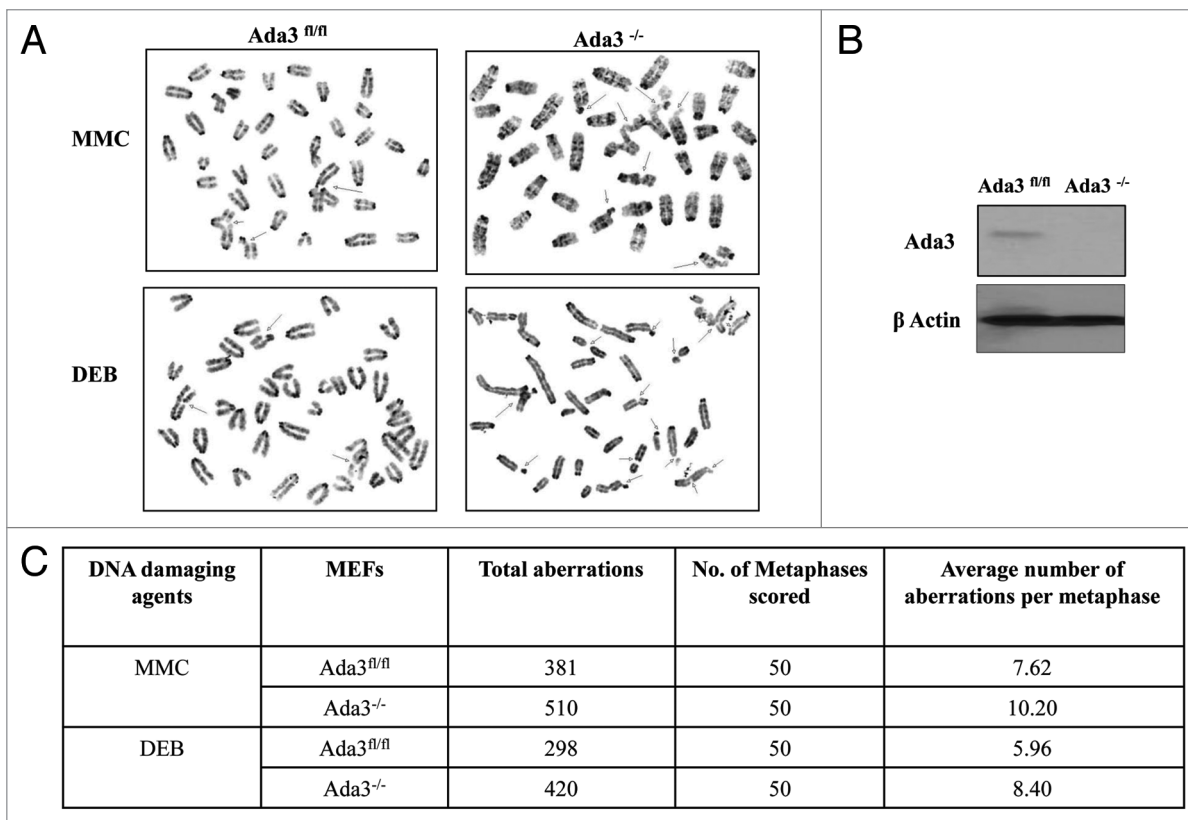 A
Ada3 fl/fl
Ada3 -/-
MMC
DEB
B
Ada3 fl/fl Ada3 -/-
Ada3
β Actin
C
DNA damaging agents MEFs Total aberrations No. of Metaphases scored Average number of aberrations per metaphase
MMC Ada3fl/fl 381 50 7.62
Ada3-/- 510 50 10.20
DEB Ada3fl/fl 298 50 5.96
Ada3-/- 420 50 8.40